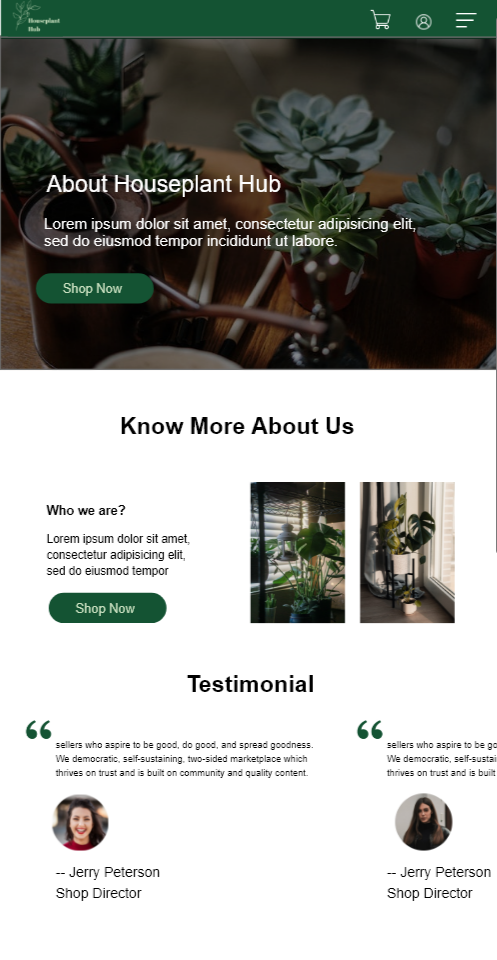 Houseplant
Hub
About Houseplant Hub
Lorem ipsum dolor sit amet, consectetur adipisicing elit,
sed do eiusmod tempor incididunt ut labore.
Shop Now
Know More About Us
Who we are?
Lorem ipsum dolor sit amet,
consectetur adipisicing elit,
sed do eiusmod tempor
Shop Now
Testimonial
“
sellers who aspire to be good, do good, and spread goodness.
We democratic, self-sustaining, two-sided marketplace which
thrives on trust and is built on community and quality content.
-- Jerry Peterson
Shop Director
“
sellers who aspire to be go
We democratic, self-sustai
thrives on trust and is built
-- Jerry Peterson
Shop Director